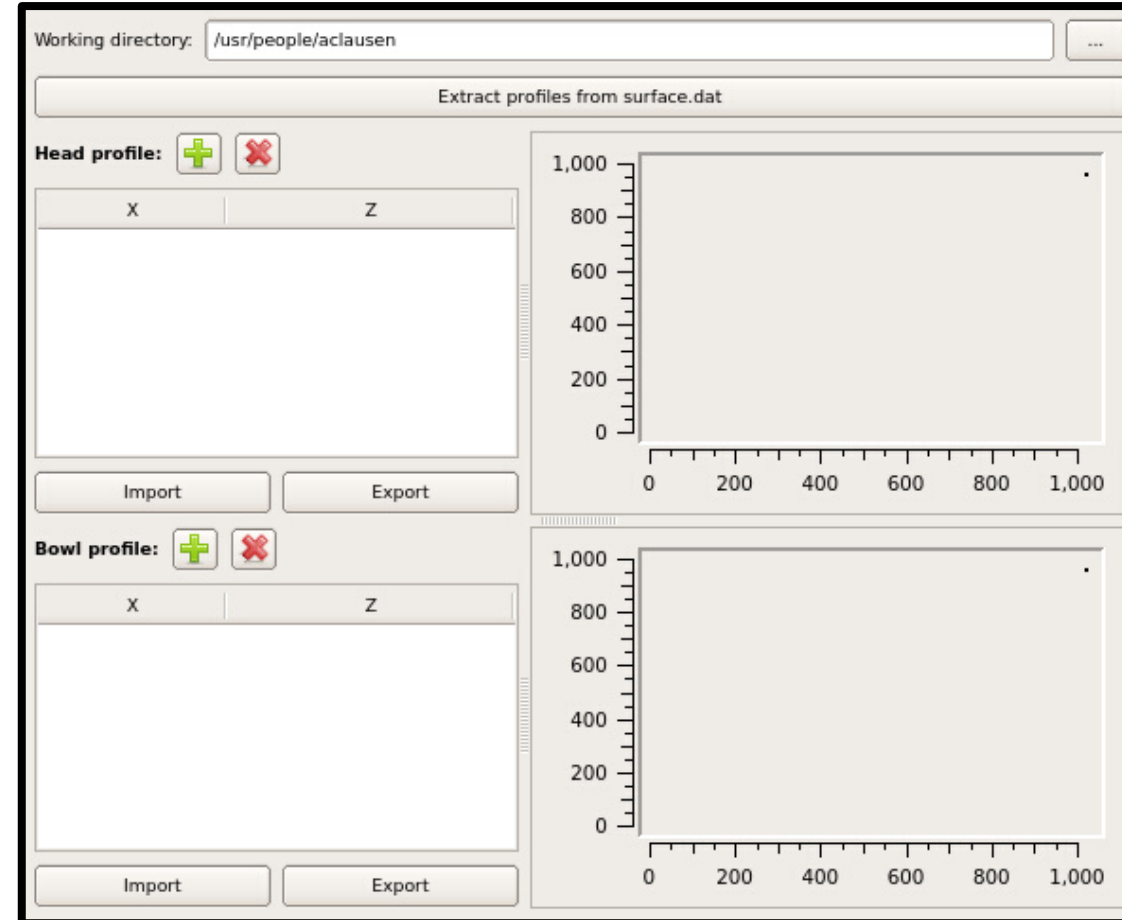 Working directory: /usr/people/aclausen ...
Extract profiles from surface.dat
Head profile:
X Z
Import Export
1,000
800
600
400
200
0
0 200 400 600 800 1,000
Bowl profile:
X Z
Import Export
1,000
800
600
400
200
0
0 200 400 600 800 1,000